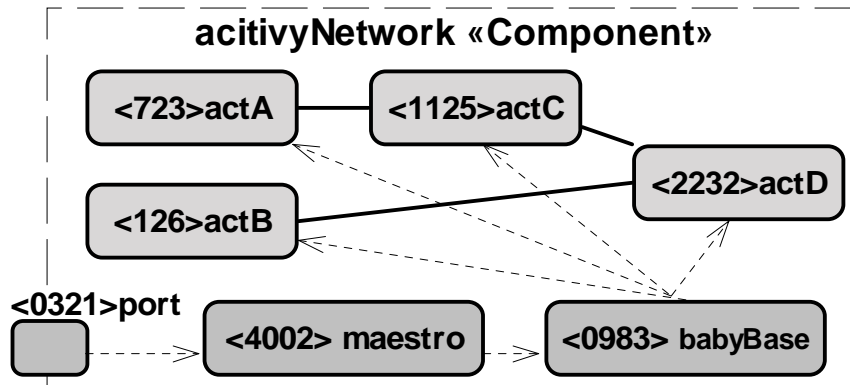 acitivyNetwork «Component»
<723>actA
<1125>actC
<2232>actD
<126>actB
<0321>port
<4002> maestro
<0983> babyBase